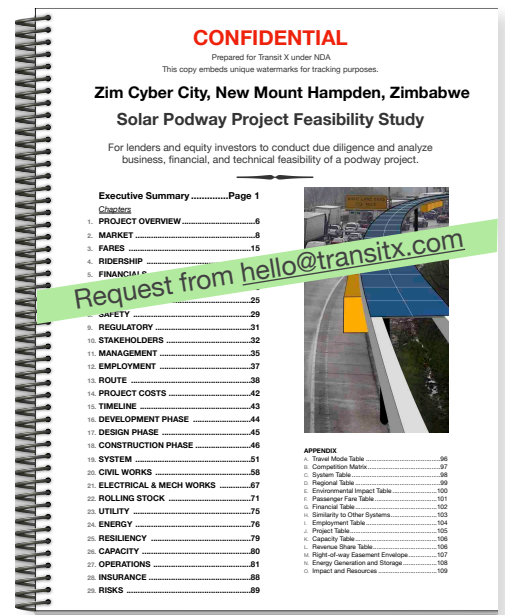 CONFIDENTIAL
Prepared for Transit X under NDA
This copy embeds unique watermarks for tracking purposes.
Zim Cyber City, New Mount Hampden, Zimbabwe
Solar Podway Project Feasibility Study
For lenders and equity investors to conduct due diligence and analyze
business, financial, and technical feasibility of a podway project.
Executive Summary ..............Page 1
Chapters
1. PROJECT OVERVIEW ..................................6
2. MARKET ..................................8
3. FARES ..................................15
4. RIDERSHIP
5. FINANCIALS
Request from hello@transitx.com
25
8. SAFETY ..................................29
9. REGULATORY ..................................31
10. STAKEHOLDERS ..................................32
11. MANAGEMENT ..................................35
12. EMPLOYMENT ..................................37
13. ROUTE ..................................38
14. PROJECT COSTS ..................................42
15. TIMELINE ..................................43
16. DEVELOPMENT PHASE ..................................44
17. DESIGN PHASE ..................................45
18. CONSTRUCTION PHASE ..................................46
19. SYSTEM ..................................51
20. CIVIL WORKS ..................................58
21. ELECTRICAL & MECH WORKS ............67
22. ROLLING STOCK ..................................71
23. UTILITY ..................................75
24. ENERGY ..................................76
25. RESILIENCY ..................................79
26. CAPACITY ..................................80
27. OPERATIONS ..................................81
28. INSURANCE ..................................88
29. RISKS ..................................89
APPENDIX
A. Travel Mode Table ..................................96
B. Competition Matrix ..................................97
C. System Table ..................................98
D. Regional Table ..................................99
E. Environmental Impact Table ......................100
F. Passenger Fare Table ..................................101
G. Financial Table ..................................102
H. Similarity to Other Systems ......................103
I. Employment Table ..................................104
J. Project Table ..................................105
K. Capacity Table ..................................106
L. Revenue Share Table ..................................106
M. Right-of-way Easement Envelope ............107
N. Energy Generation and Storage ............108
O. Impact and Resources ..................................109